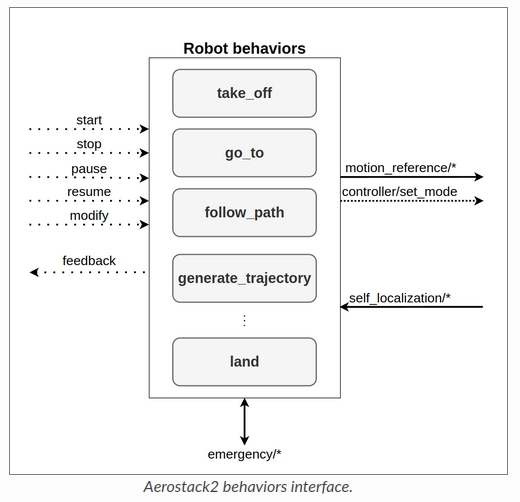 Robot behaviors
take_off
go_to
follow_path
generate_trajectory
⋮
land
start
stop
pause
resume
modify
feedback
motion_reference/*
controller/set_mode
self_localization/*
emergency/*
Aerostack2 behaviors interface.